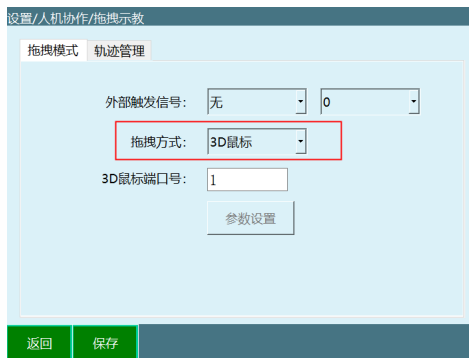 设置/人机协作/拖拽示教
拖拽模式 轨迹管理
外部触发信号: 无 0
拖拽方式: 3D鼠标
3D鼠标端口号: 1
参数设置
返回 保存